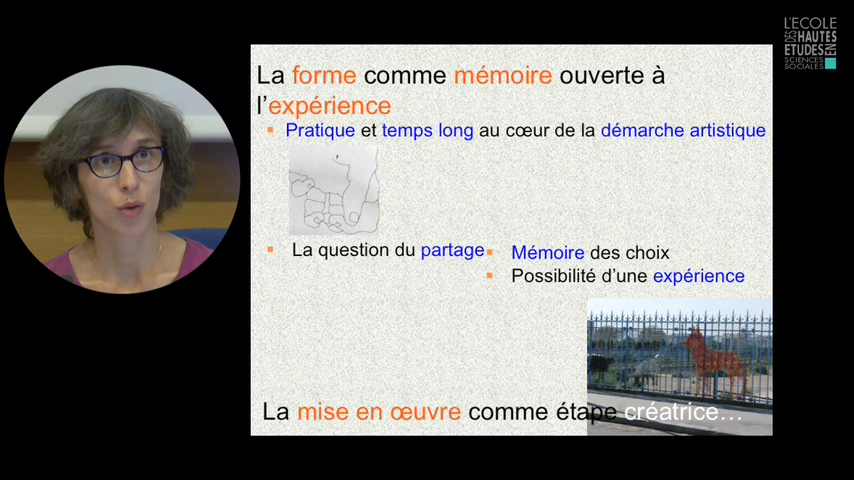 L'ECOLE
DES HAUTES
ETUDES EN
SCIENCES
SOCIALES
La forme comme mémoire ouverte à
l'expérience
Pratique et temps long au cœur de la démarche artistique
La question du partage
Mémoire des choix
Possibilité d'une expérience
La mise en œuvre comme étape créatrice…